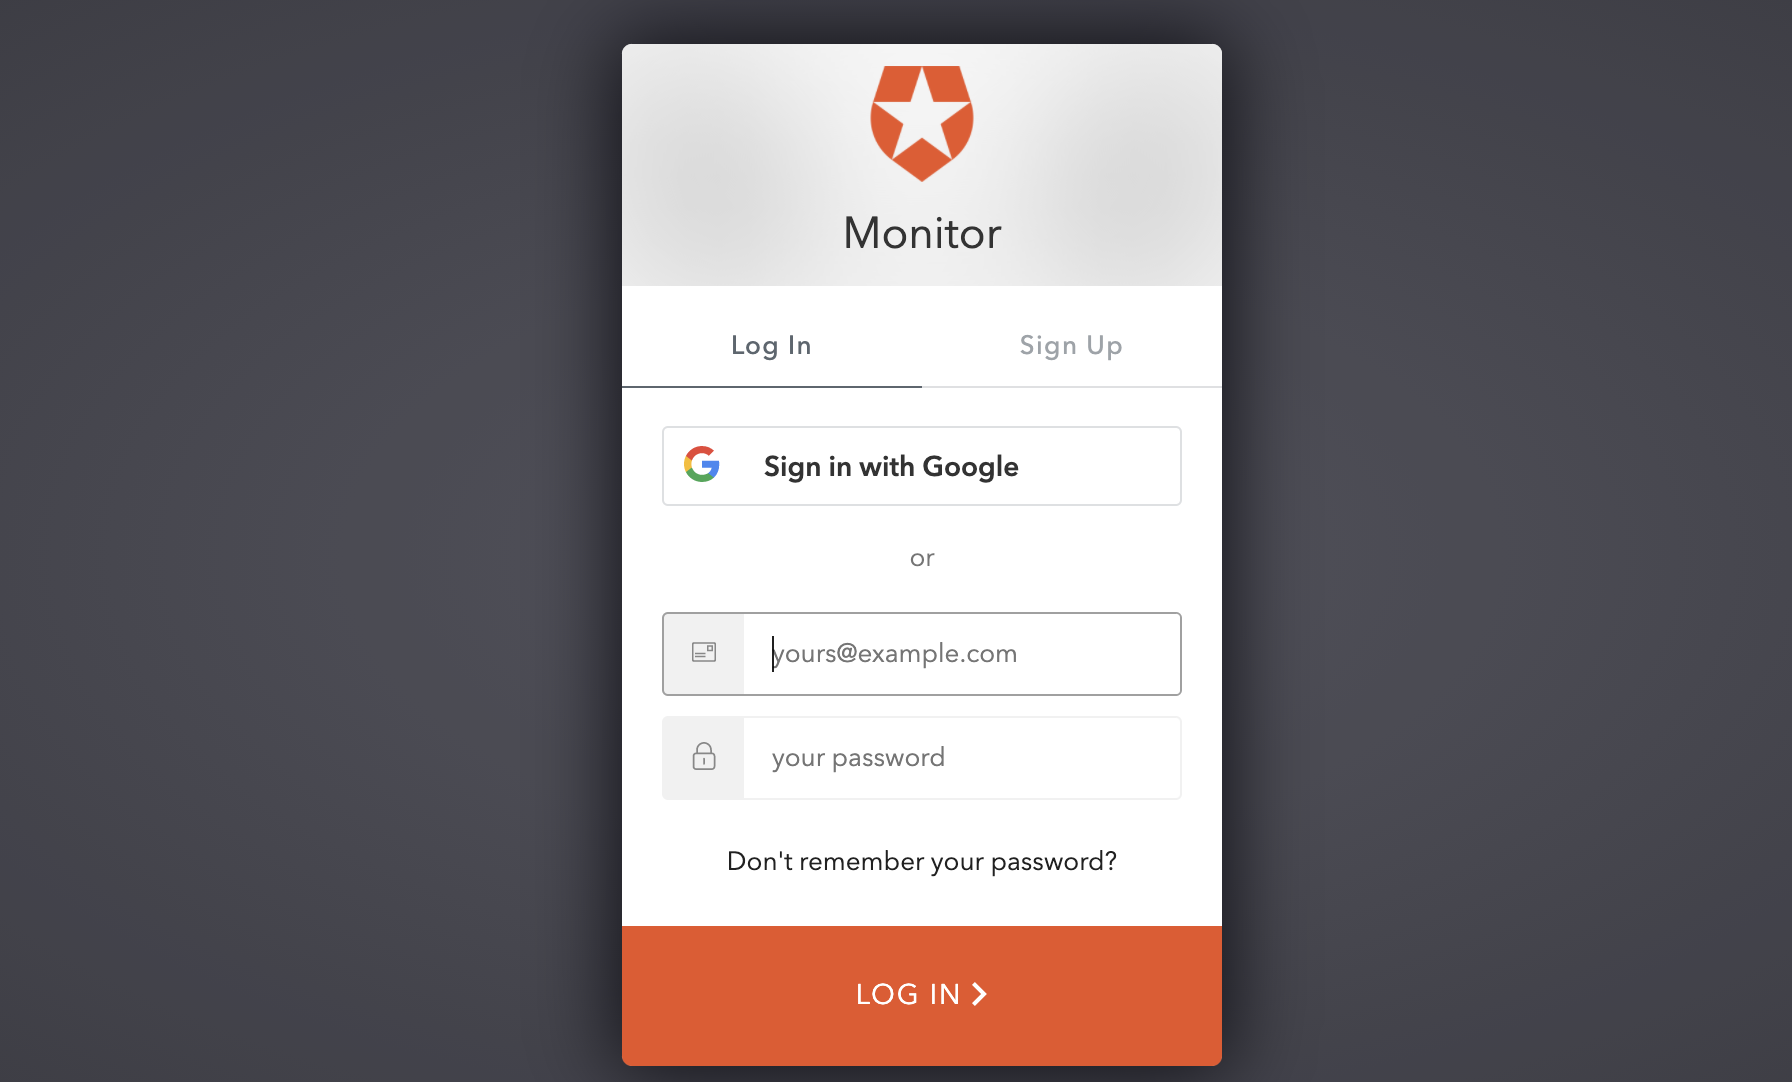 Monitor
Log In
Sign Up
Sign in with Google
or
yours@example.com
your password
Don't remember your password?
LOG IN